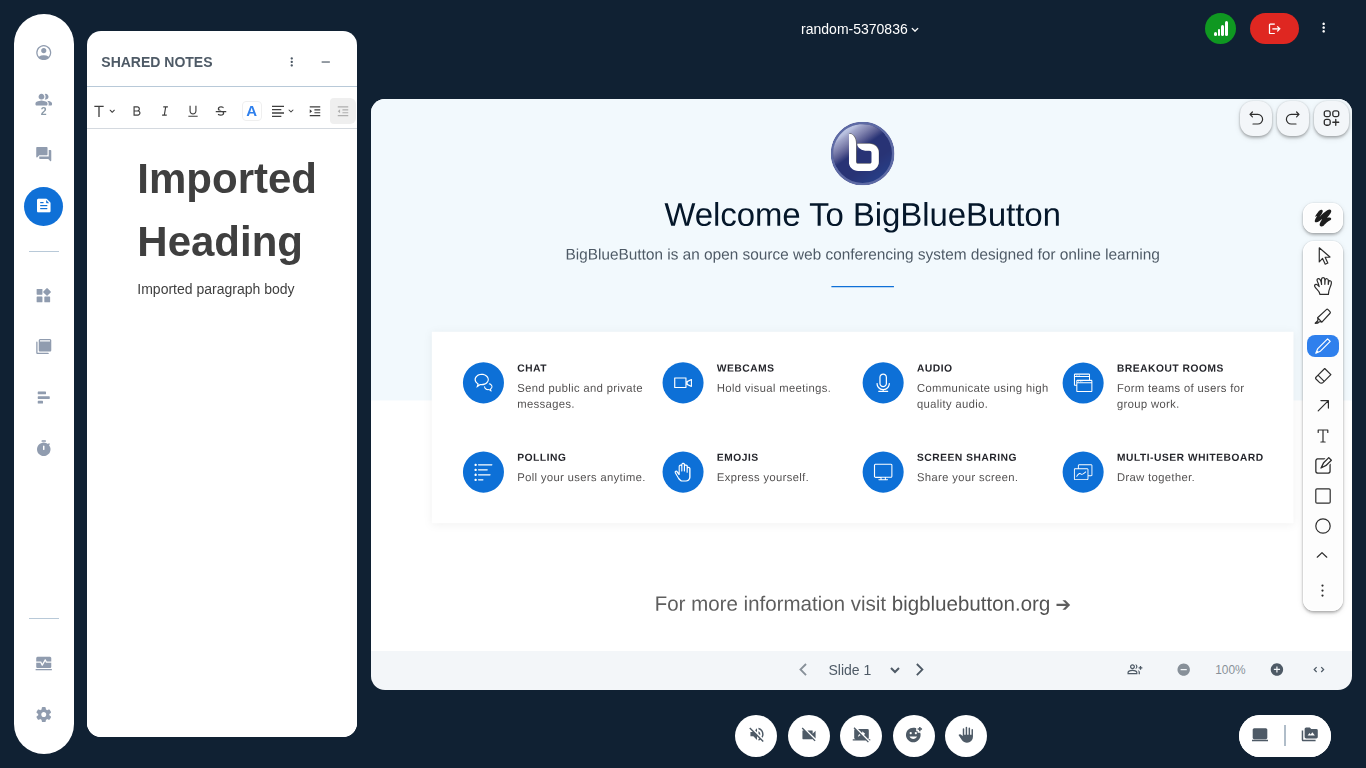 random-5370836
2
SHARED NOTES
Imported
Heading
Imported paragraph body
Welcome To BigBlueButton
BigBlueButton is an open source web conferencing system designed for online learning
CHAT
Send public and private
messages.
WEBCAMS
Hold visual meetings.
AUDIO
Communicate using high
quality audio.
BREAKOUT ROOMS
Form teams of users for
group work.
POLLING
Poll your users anytime.
EMOJIS
Express yourself.
SCREEN SHARING
Share your screen.
MULTI-USER WHITEBOARD
Draw together.
For more information visit bigbluebutton.org ➔
Slide 1
100%